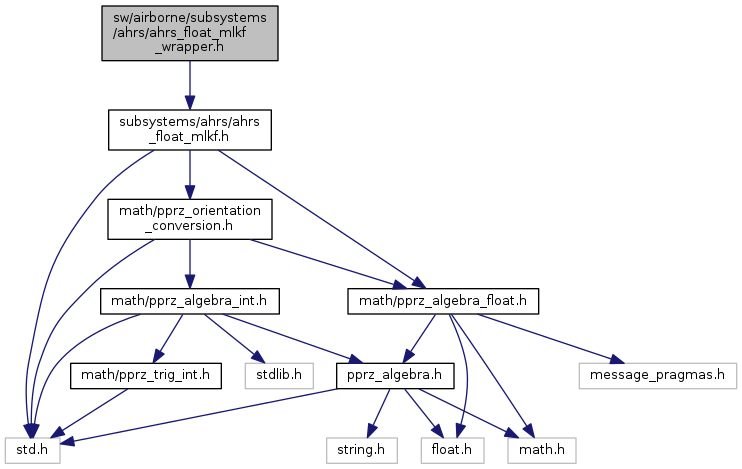 sw/airborne/subsystems
/ahrs/ahrs_float_mlkf
_wrapper.h
subsystems/ahrs/ahrs
_float_mlkf.h
math/pprz_orientation
_conversion.h
math/pprz_algebra_int.h
math/pprz_algebra_float.h
math/pprz_trig_int.h
stdlib.h
pprz_algebra.h
message_pragmas.h
std.h
string.h
float.h
math.h